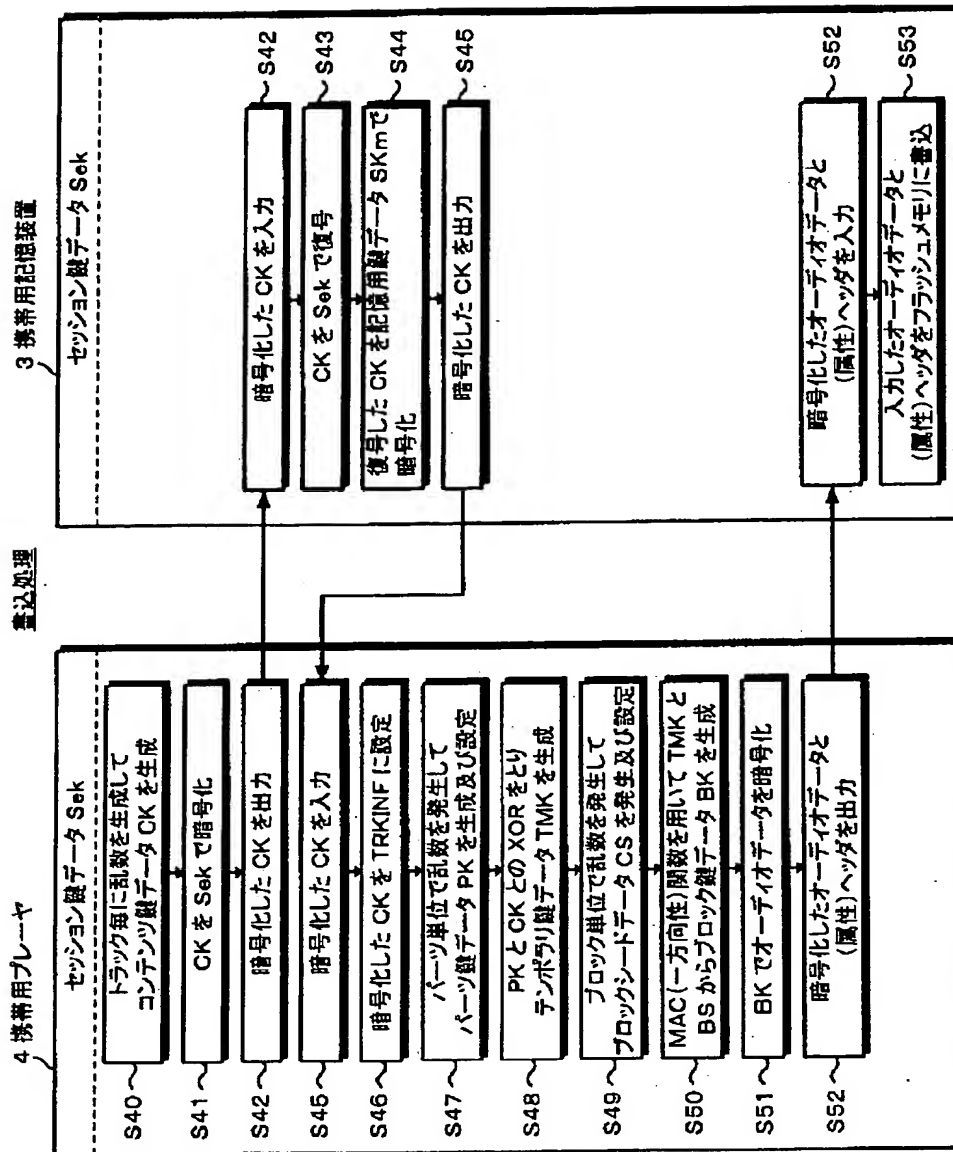 書込処理
4 携帯用プレーヤ
セッション鍵データ Sek
S40
トラック毎に乱数を生成して
コンテンツ鍵データ CK を生成
S41
CK を Sek で暗号化
S42
暗号化した CK を出力
S45
暗号化した CK を入力
S46
暗号化した CK を TRKINF に設定
S47
パーツ単位で乱数を発生して
パーツ鍵データ PK を生成及び設定
S48
PK と CK との XOR をとり
テンポラリ鍵データ TMK を生成
S49
ブロック単位で乱数を発生して
ブロックシードデータ CS を発生及び設定
S50
MAC(一方向性)関数を用いて TMK と
BS からブロック鍵データ BK を生成
S51
BK でオーディオデータを暗号化
S52
暗号化したオーディオデータと
(属性)ヘッダを出力
3 携帯用記憶装置
セッション鍵データ Sek
暗号化した CK を入力
S42
CK を Sek で復号
S43
復号した CK を記憶用鍵データ SKm で
暗号化
S44
暗号化した CK を出力
S45
暗号化したオーディオデータと
(属性)ヘッダを入力
S52
入力したオーディオデータと
(属性)ヘッダをフラッシュメモリに書込
S53